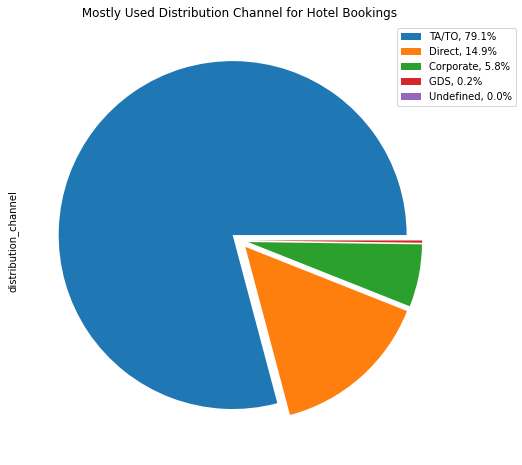 Mostly Used Distribution Channel for Hotel Bookings
TA/TO, 79.1%
Direct, 14.9%
Corporate, 5.8%
GDS, 0.2%
Undefined, 0.0%
distribution_channel